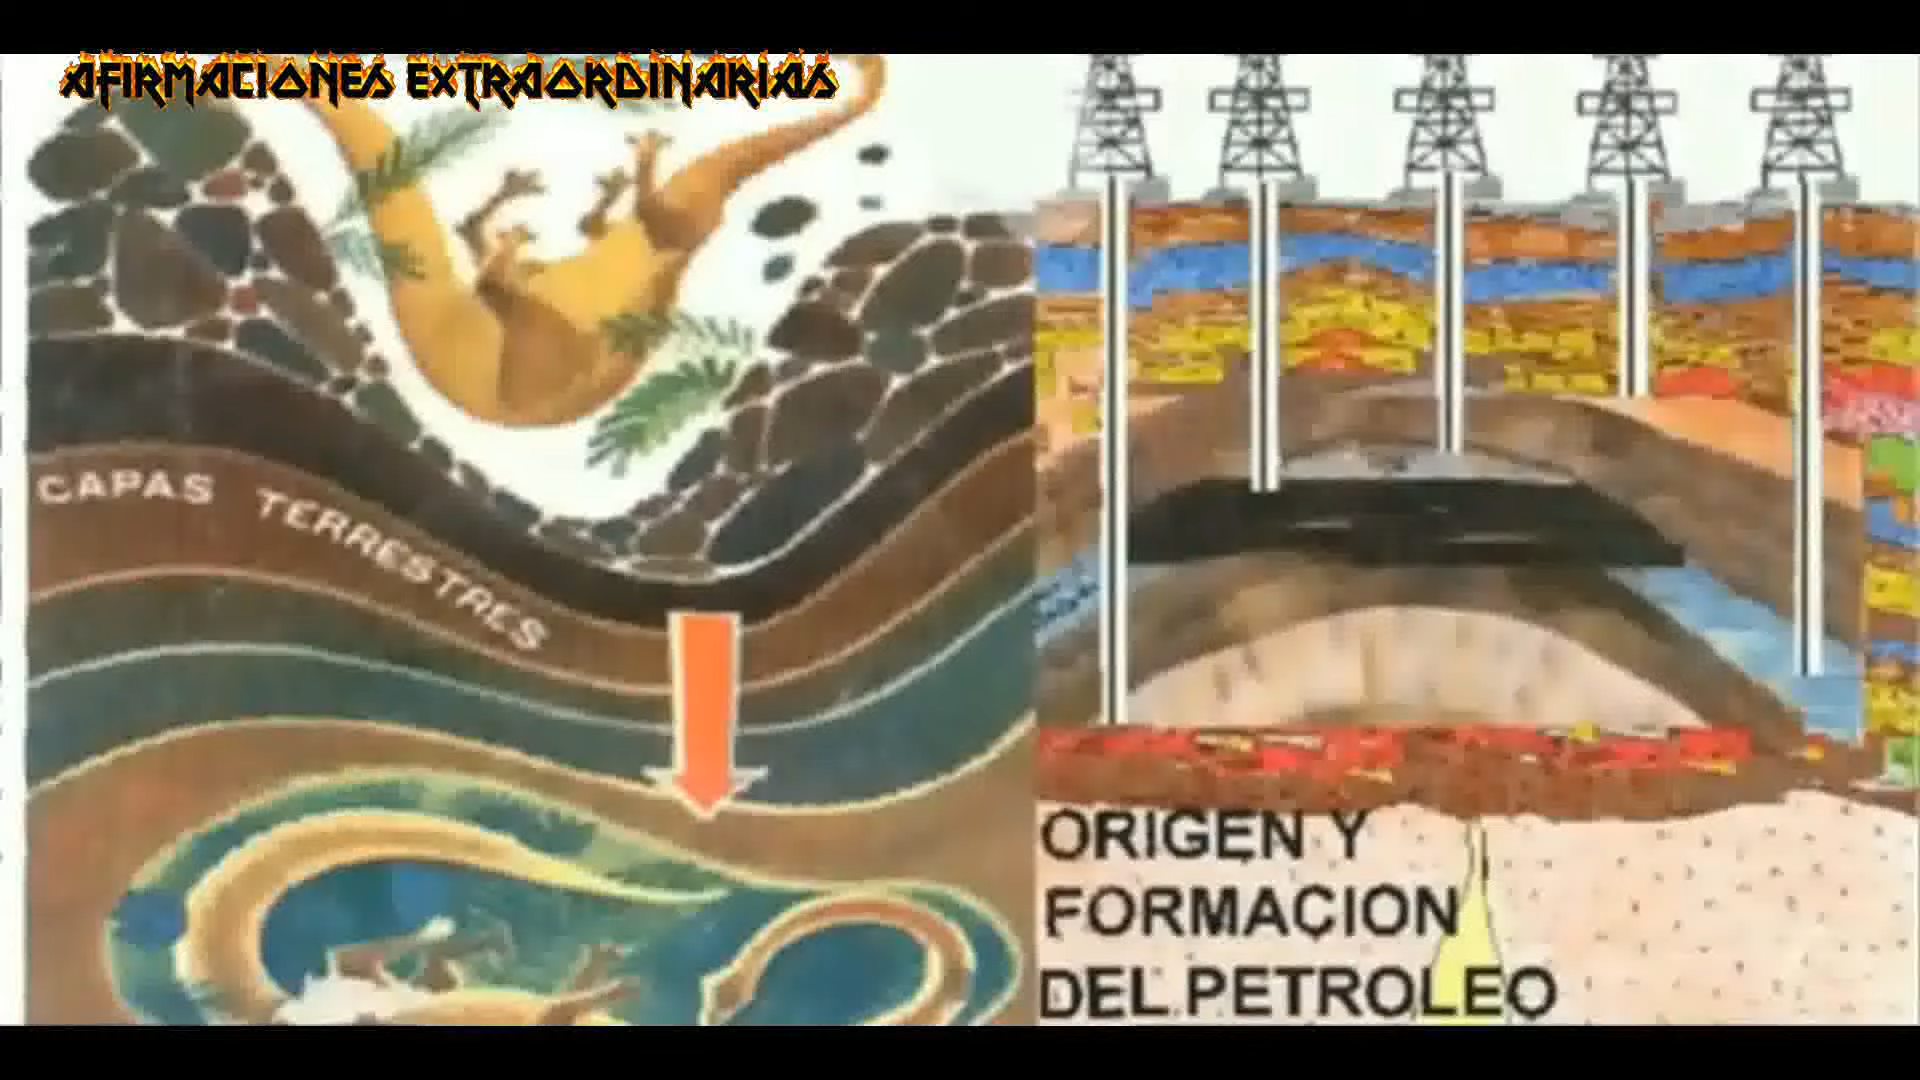 AFIRMACIONES EXTRAORDINARIAS
CAPAS TERRESTRES
ORIGEN Y
FORMACION
DEL PETROLEO